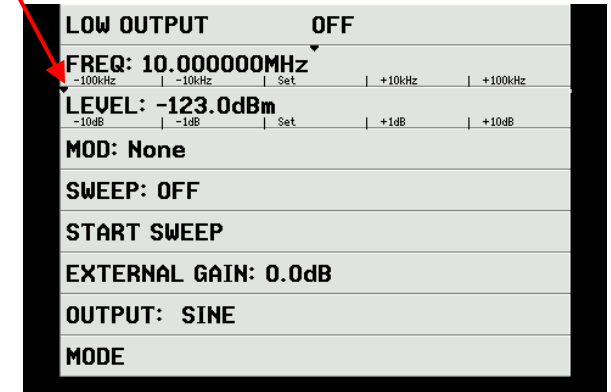 LOW OUTPUT OFF
FREQ: 10.000000MHz
-100kHz | -10kHz | Set | +10kHz | +100kHz
LEVEL: -123.0dBm
-10dB | -1dB | Set | +1dB | +10dB
MOD: None
SWEEP: OFF
START SWEEP
EXTERNAL GAIN: 0.0dB
OUTPUT: SINE
MODE